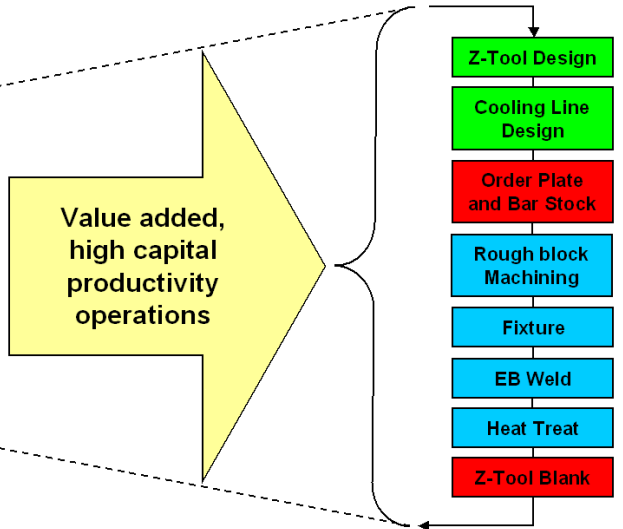 Value added,
high capital
productivity
operations
Z-Tool Design
Cooling Line
Design
Order Plate
and Bar Stock
Rough block
Machining
Fixture
EB Weld
Heat Treat
Z-Tool Blank